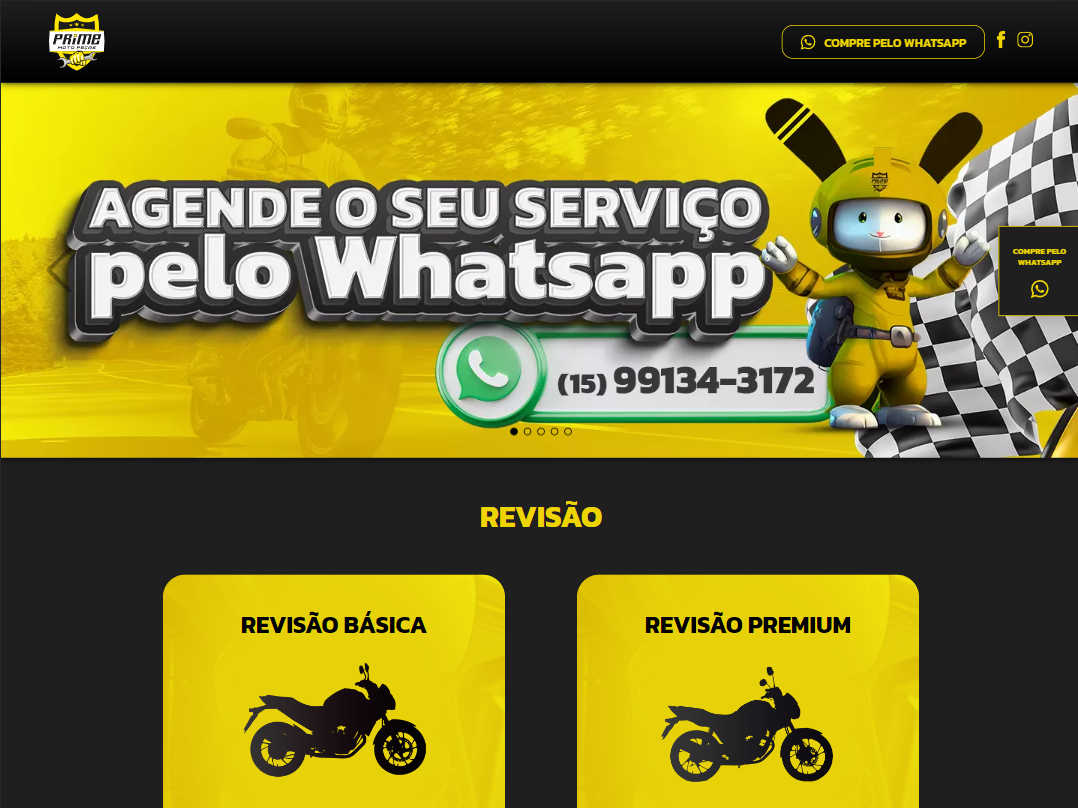 PRiME
MOTO PEÇAS
COMPRE PELO WHATSAPP
AGENDE O SEU SERVIÇO
pelo Whatsapp
(15) 99134-3172
COMPRE PELO
WHATSAPP
REVISÃO
REVISÃO BÁSICA
REVISÃO PREMIUM